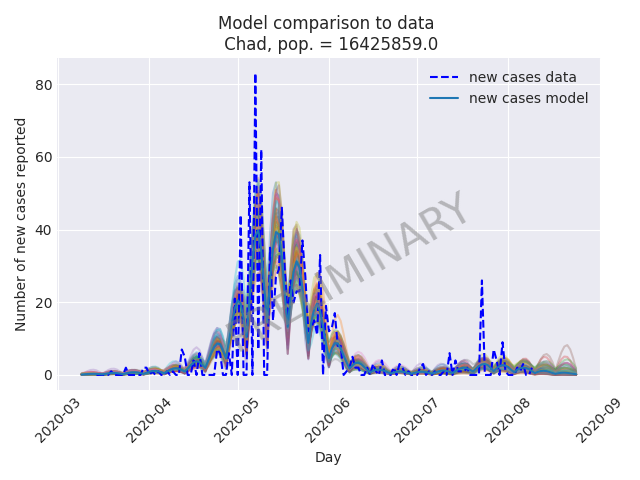 Model comparison to data
Chad, pop. = 16425859.0
new cases data
new cases model
PRELIMINARY
Number of new cases reported
80
60
40
20
0
2020-03
2020-04
2020-05
2020-06
2020-07
2020-08
2020-09
Day